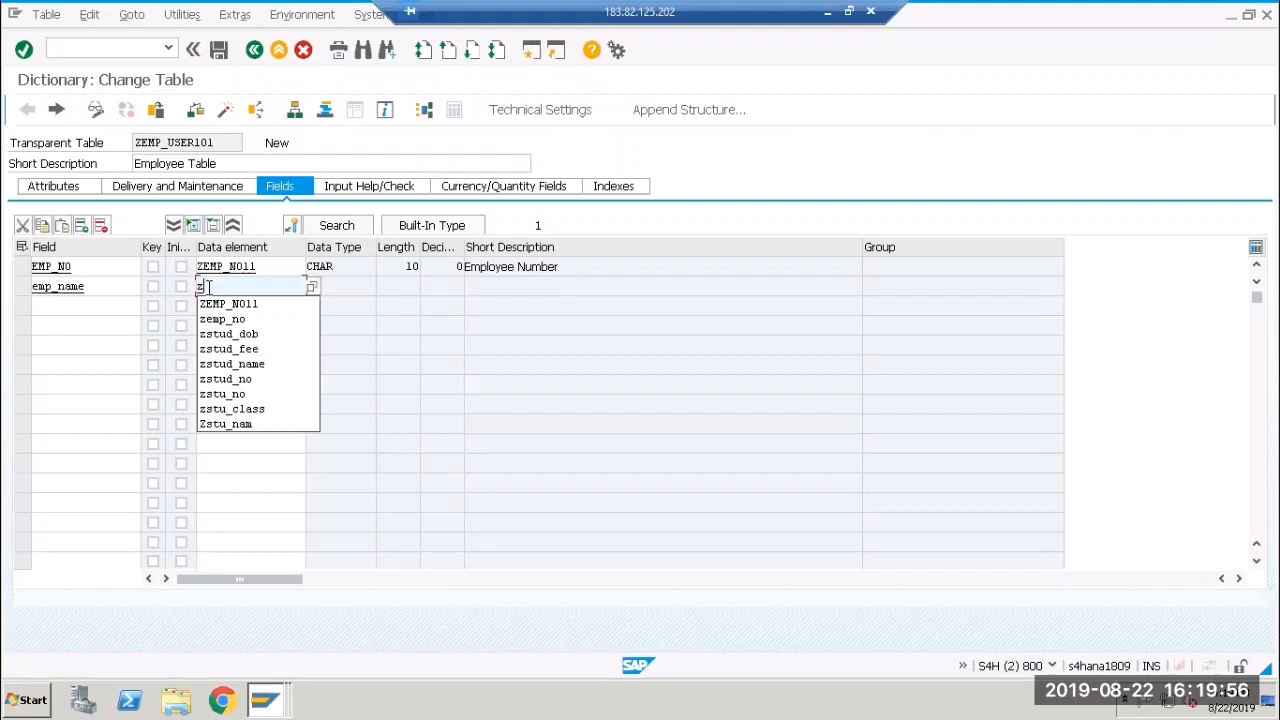 183.82.125.202
Table Edit Goto Utilities Extras Environment System
Dictionary: Change Table
Technical Settings Append Structure...
Transparent Table ZEMP_USER101 New
Short Description Employee Table
Attributes Delivery and Maintenance Fields Input Help/Check Currency/Quantity Fields Indexes
Search Built-In Type 1
Field Key Ini... Data element Data Type Length Deci... Short Description Group
EMP_NO ZEMP_NO11 CHAR 10 0 Employee Number
emp_name z
ZEMP_NO11
zemp_no
zstud_dob
zstud_fee
zstud_name
zstud_no
zstu_no
zstu_class
Zstu_nam
SAP S4H (2) 800 s4hana1809 INS
Start
2019-08-22 16:19:56
8/22/2019